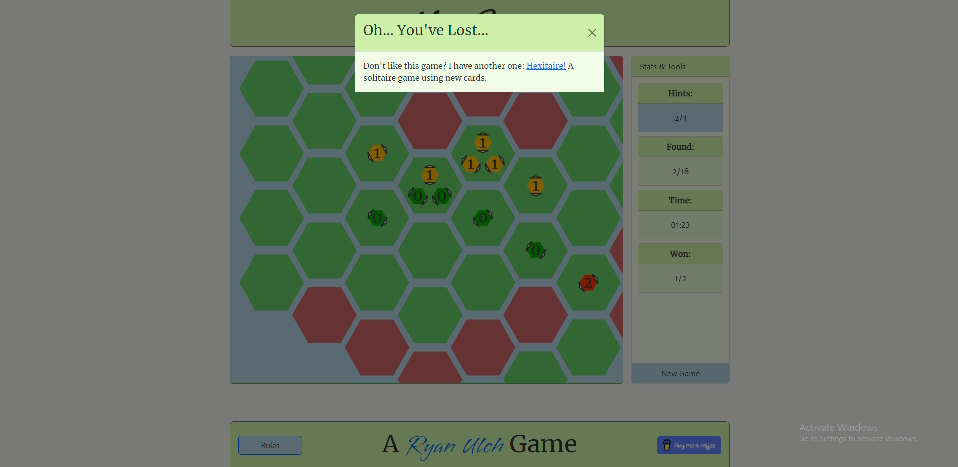 Oh... You've Lost...
Don't like this game? I have another one: Hexitaire! A
solitaire game using new cards.
Stats & Tools
Hints:
2/3
Found:
2/18
Time:
01:23
Won:
1/2
New Game
1
1
1 1
1
1
0 0
0
0
0
2
Rules
A Ryan Ulch Game
Buy me a coffee
Activate Windows
Go to Settings to activate Windows.